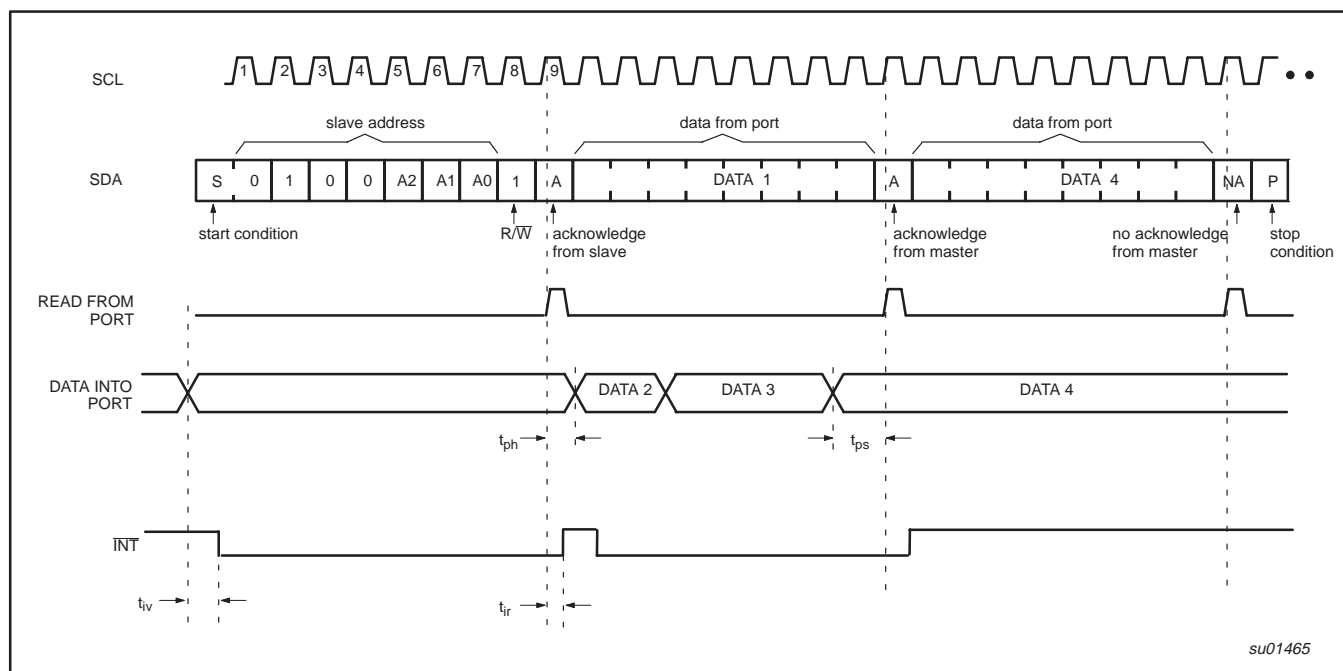 SCL
1 2 3 4 5 6 7 8 9
slave address
data from port
data from port
SDA
S 0 1 0 0 A2 A1 A0 1 A DATA 1 A DATA 4 NA P
start condition
R/W̅
acknowledge
from slave
acknowledge
from master
no acknowledge
from master
stop
condition
READ FROM
PORT
DATA INTO
PORT
DATA 2
DATA 3
DATA 4
tph
tps
I̅N̅T̅
tiv
tir
su01465